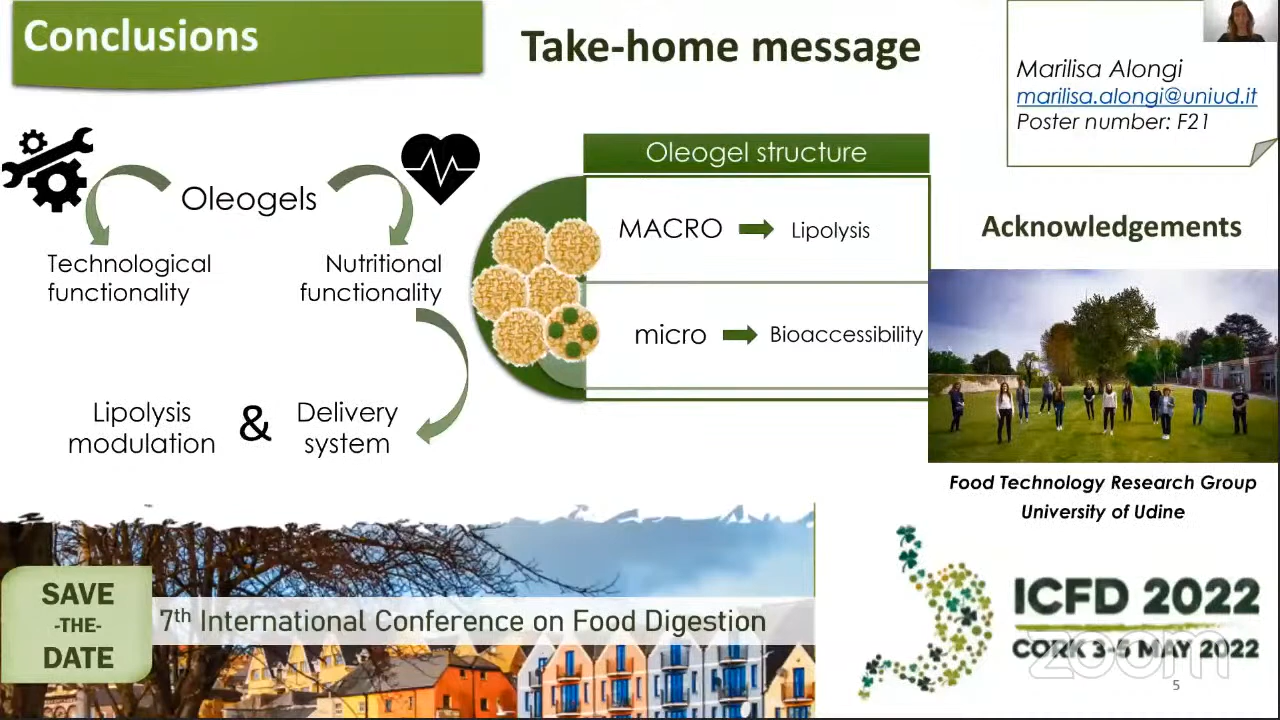 Conclusions
Take-home message
Marilisa Alongi
marilisa.alongi@uniud.it
Poster number: F21
Oleogels
Technological
functionality
Nutritional
functionality
Lipolysis
modulation
&
Delivery
system
Oleogel structure
MACRO
Lipolysis
micro
Bioaccessibility
Acknowledgements
Food Technology Research Group
University of Udine
SAVE
-THE-
DATE
7th International Conference on Food Digestion
ICFD 2022
CORK 3-5 MAY 2022
zoom
5